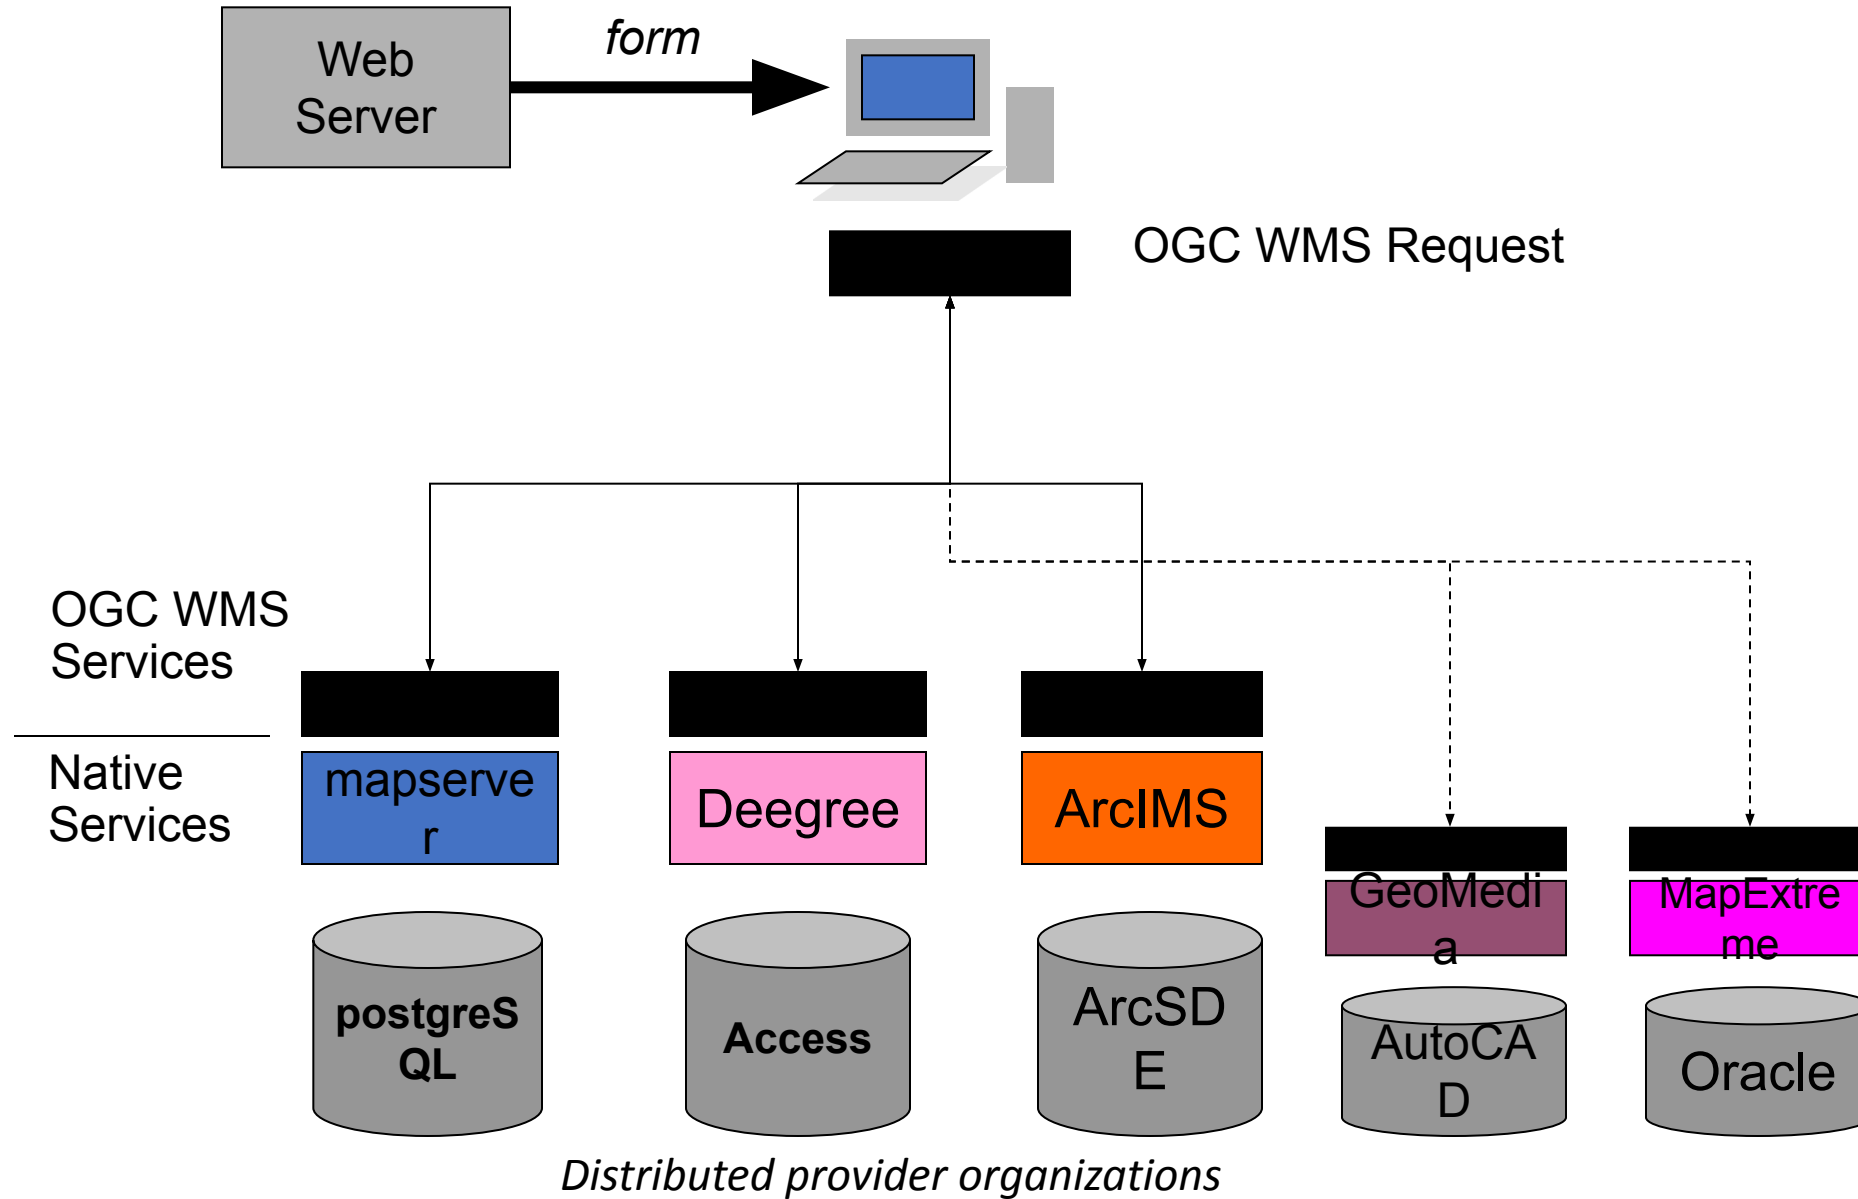 Web
Server
form
OGC WMS Request
OGC WMS
Services
Native
Services
mapserve
r
Deegree
ArcIMS
GeoMedi
a
MapExtre
me
postgreS
QL
Access
ArcSD
E
AutoCA
D
Oracle
Distributed provider organizations